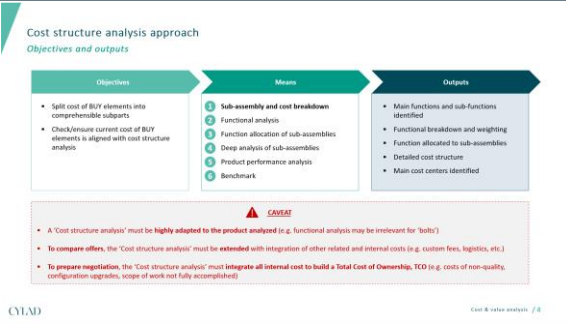 Cost structure analysis approach
Objectives and outputs
Objectives
Means
Outputs
▪ Split cost of BUY elements into
comprehensible subparts
▪ Check/ensure current cost of BUY
elements is aligned with cost structure
analysis
1 Sub-assembly and cost breakdown
2 Functional analysis
3 Function allocation of sub-assemblies
4 Deep analysis of sub-assemblies
5 Product performance analysis
6 Benchmark
▪ Main functions and sub-functions
identified
▪ Functional breakdown and weighting
▪ Function allocated to sub-assemblies
▪ Detailed cost structure
▪ Main cost centers identified
CAVEAT
• A 'Cost structure analysis' must be highly adapted to the product analyzed (e.g. functional analysis may be irrelevant for 'bolts')
• To compare offers, the 'Cost structure analysis' must be extended with integration of other related and internal costs (e.g. custom fees, logistics, etc.)
• To prepare negotiation, the 'Cost structure analysis' must integrate all internal cost to build a Total Cost of Ownership, TCO (e.g. costs of non-quality,
configuration upgrades, scope of work not fully accomplished)
CYLAD
Cost & value analysis / 8